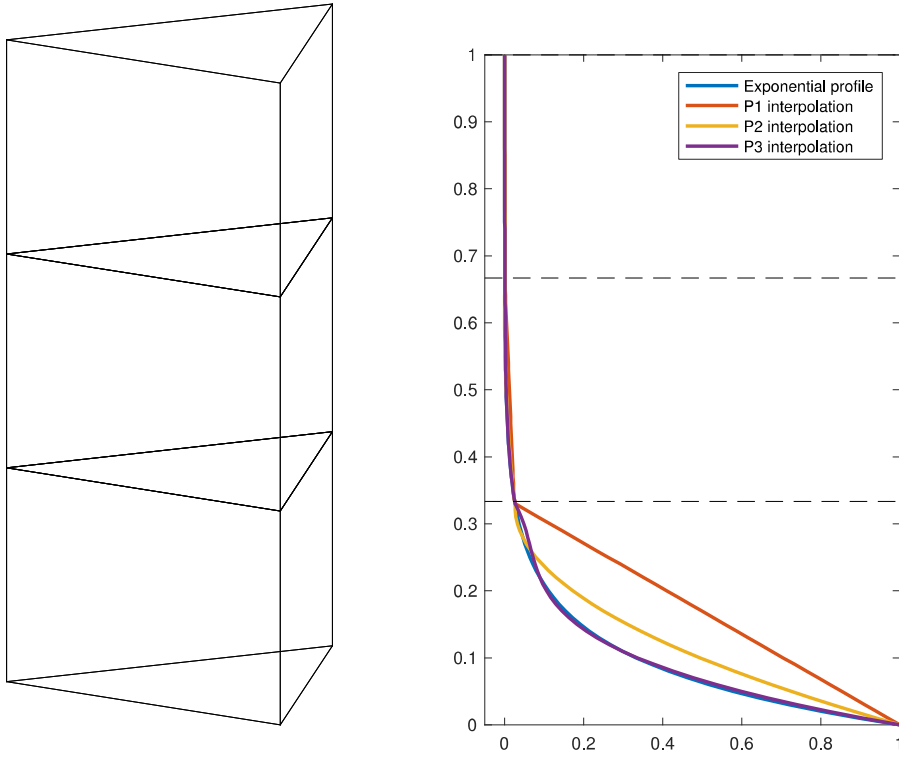 1
0.9
0.8
0.7
0.6
0.5
0.4
0.3
0.2
0.1
0
Exponential profile
P1 interpolation
P2 interpolation
P3 interpolation
0 0.2 0.4 0.6 0.8 1